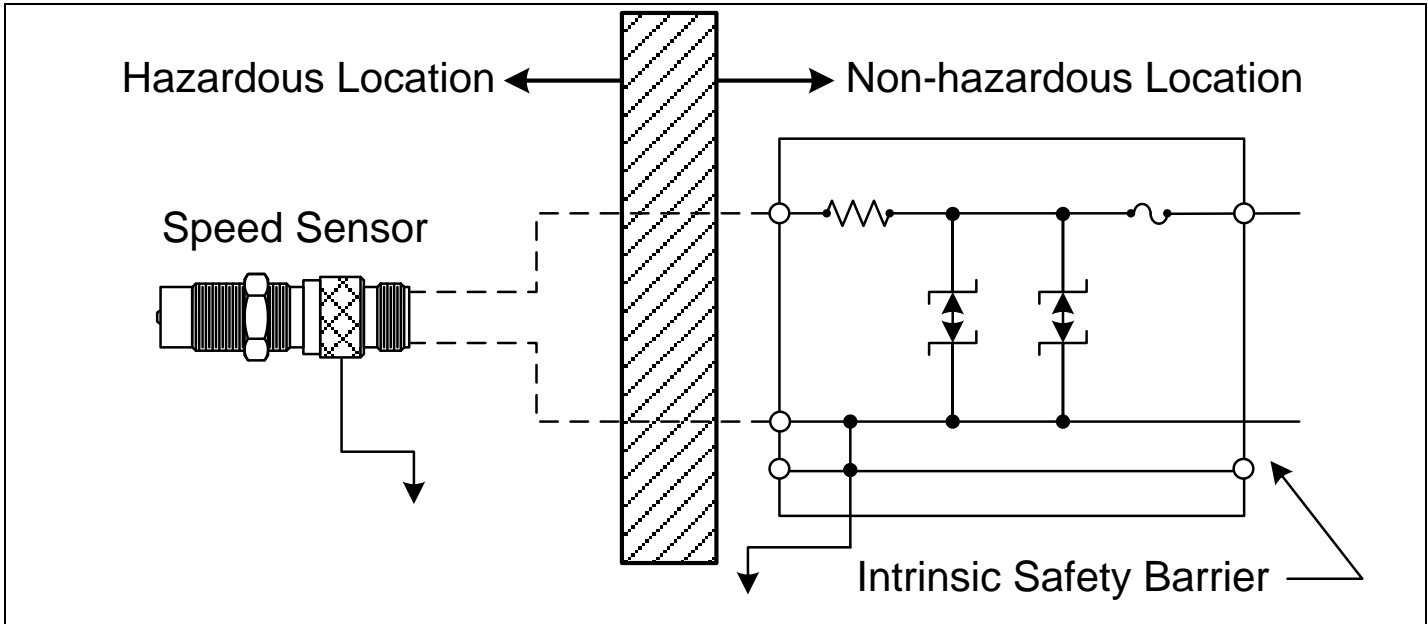 Hazardous Location
Non-hazardous Location
Speed Sensor
Intrinsic Safety Barrier